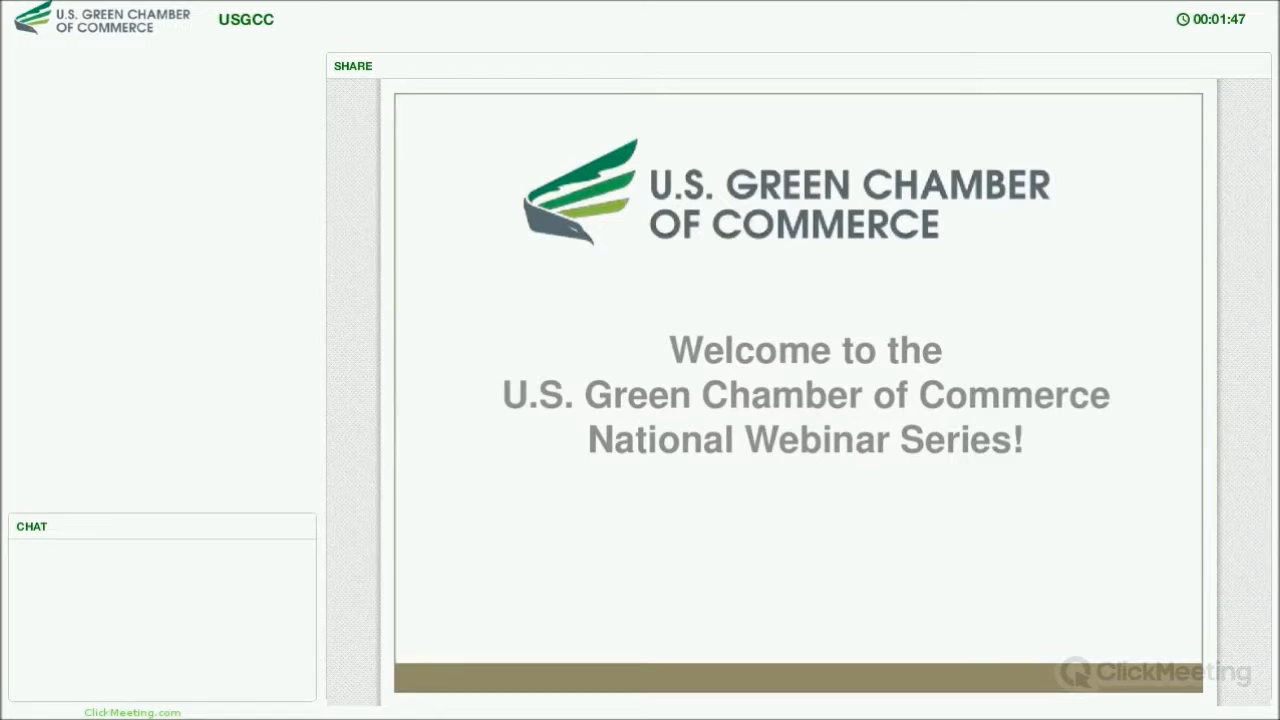 U.S. GREEN CHAMBER
OF COMMERCE
USGCC
00:01:47
SHARE
U.S. GREEN CHAMBER
OF COMMERCE
Welcome to the
U.S. Green Chamber of Commerce
National Webinar Series!
CHAT
ClickMeeting
ClickMeeting.com